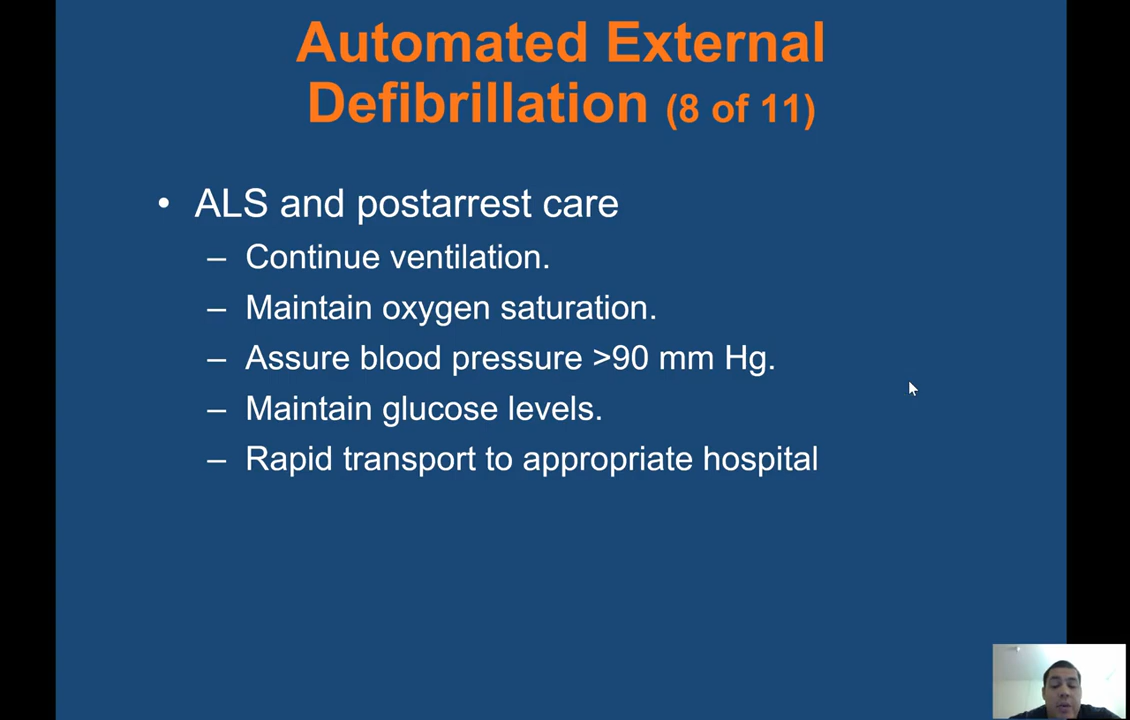 Automated External
Defibrillation (8 of 11)
• ALS and postarrest care
– Continue ventilation.
– Maintain oxygen saturation.
– Assure blood pressure >90 mm Hg.
– Maintain glucose levels.
– Rapid transport to appropriate hospital